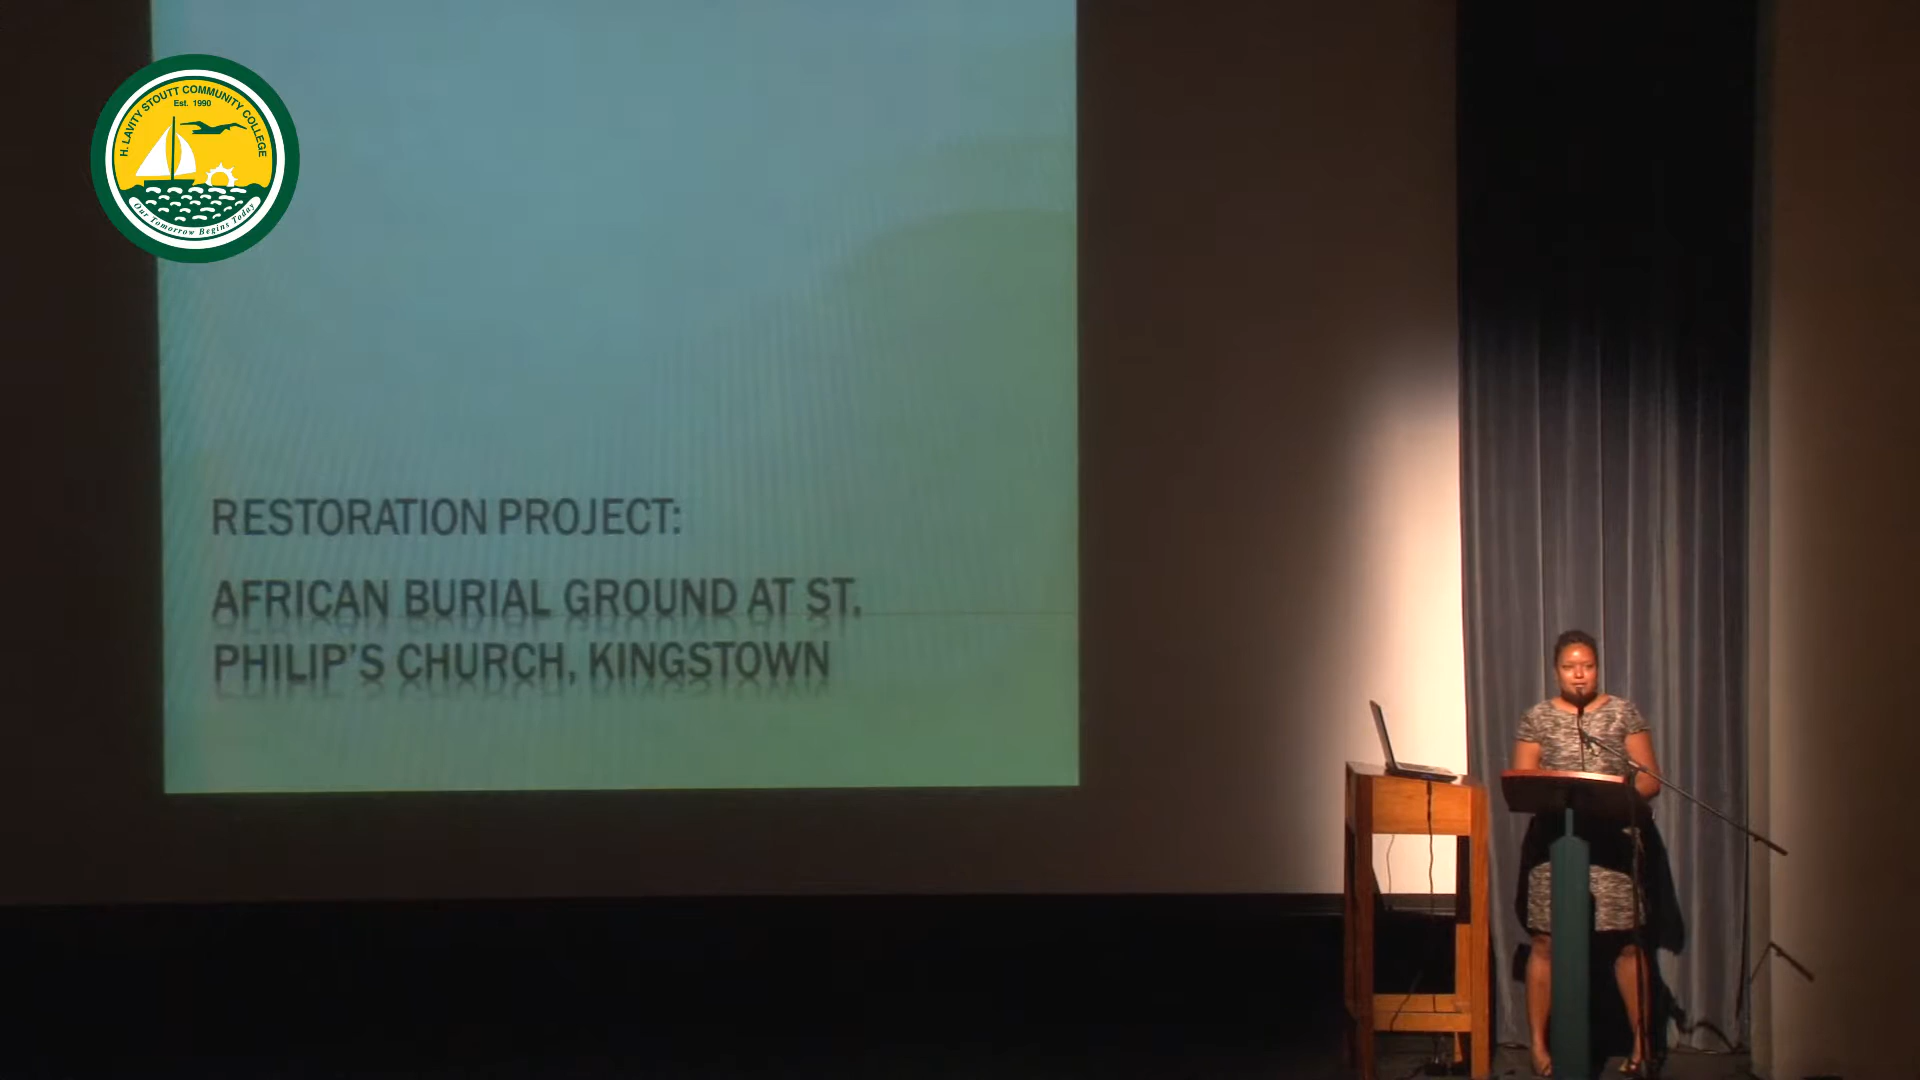 H. LAVITY STOUTT COMMUNITY COLLEGE
Est. 1990
Our Tomorrow Begins Today
RESTORATION PROJECT:
AFRICAN BURIAL GROUND AT ST.
PHILIP'S CHURCH, KINGSTOWN